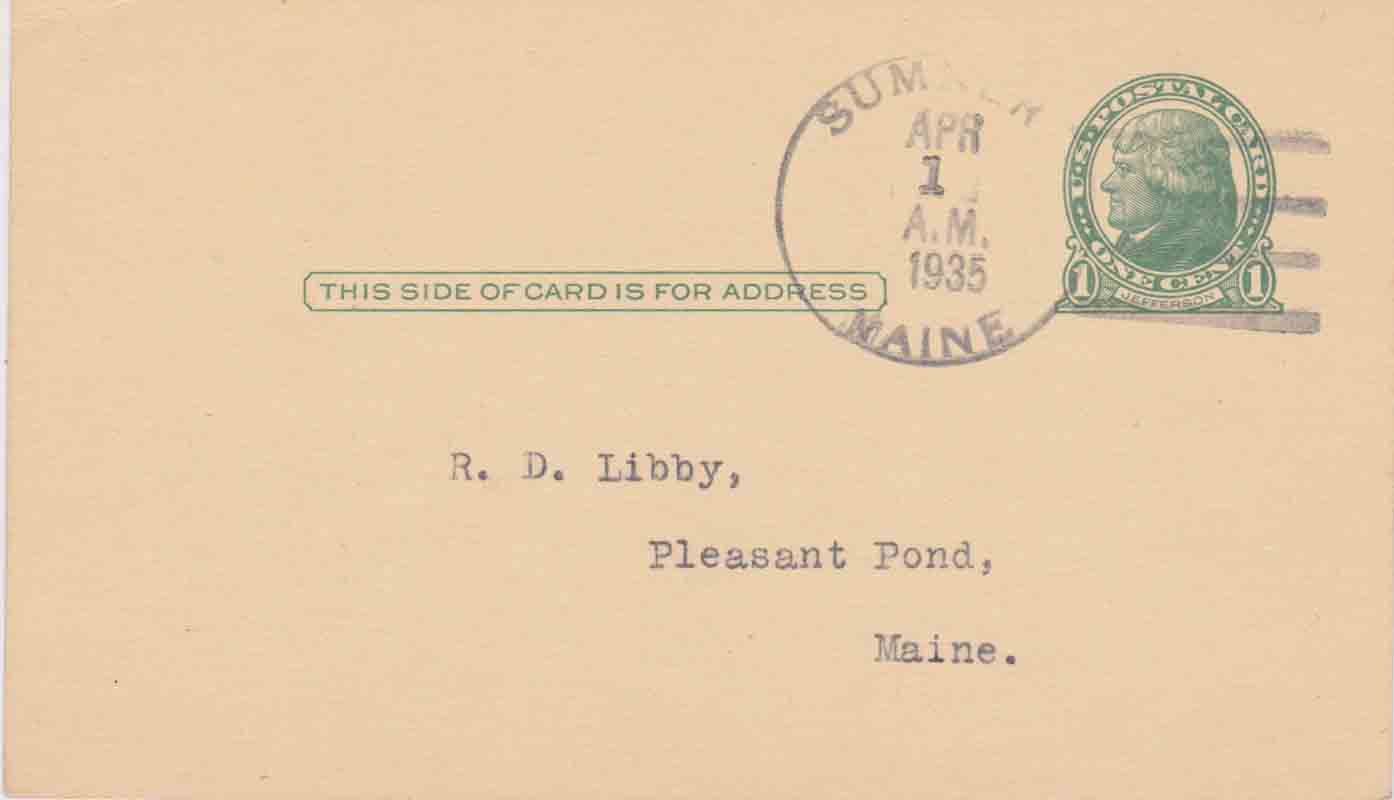 SUMNER
APR
1
A.M.
1935
MAINE
U.S. POSTAL CARD
ONE CENT
1 JEFFERSON 1
THIS SIDE OF CARD IS FOR ADDRESS
R. D. Libby,
Pleasant Pond,
Maine.